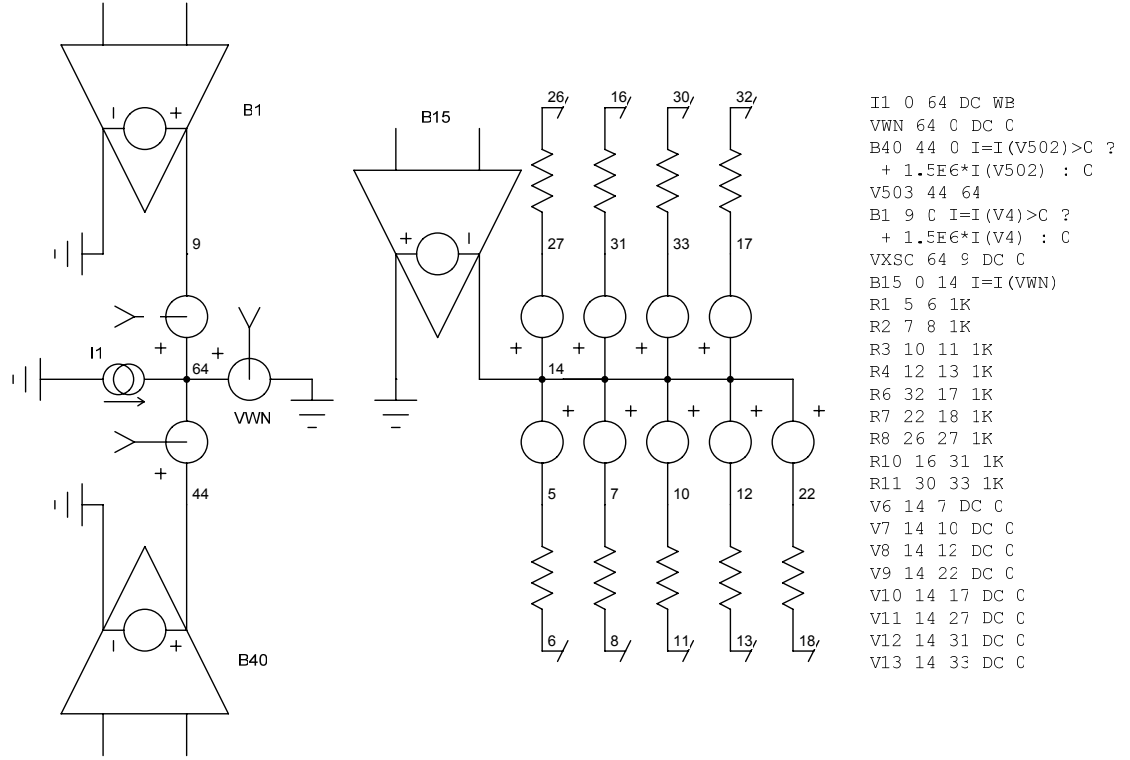 B1
I +
9
+
I1
64
+
VWN
+
44
I +
B40
B15
+ I
26
16
30
32
27
31
33
17
+
+
+
+
14
+
+
+
+
+
5
7
10
12
22
6
8
11
13
18
I1 0 64 DC WB
VWN 64 0 DC 0
B40 44 0 I=I(V502)>0 ?
+ 1.5E6*I(V502) : 0
V503 44 64
B1 9 0 I=I(V4)>0 ?
+ 1.5E6*I(V4) : 0
VXSC 64 9 DC 0
B15 0 14 I=I(VWN)
R1 5 6 1K
R2 7 8 1K
R3 10 11 1K
R4 12 13 1K
R6 32 17 1K
R7 22 18 1K
R8 26 27 1K
R10 16 31 1K
R11 30 33 1K
V6 14 7 DC 0
V7 14 10 DC 0
V8 14 12 DC 0
V9 14 22 DC 0
V10 14 17 DC 0
V11 14 27 DC 0
V12 14 31 DC 0
V13 14 33 DC 0